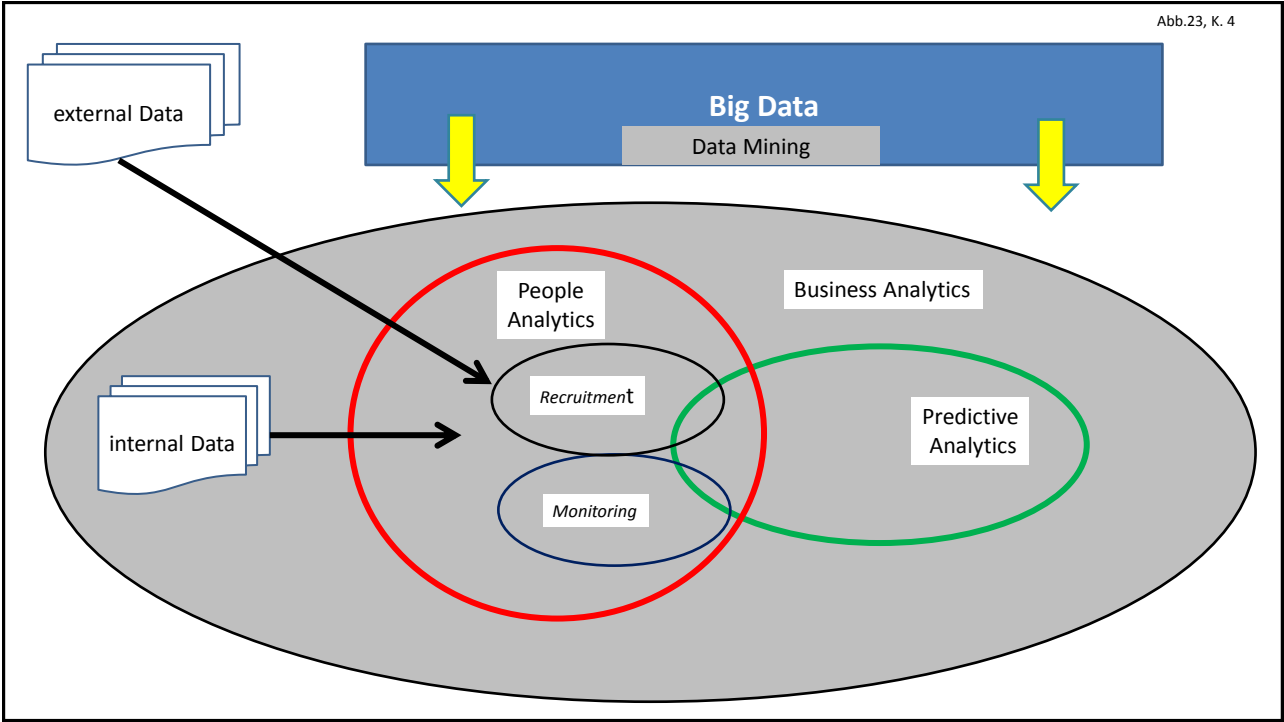 Abb.23, K. 4
external Data
Big Data
Data Mining
People
Analytics
Business Analytics
Recruitment
Predictive
Analytics
internal Data
Monitoring